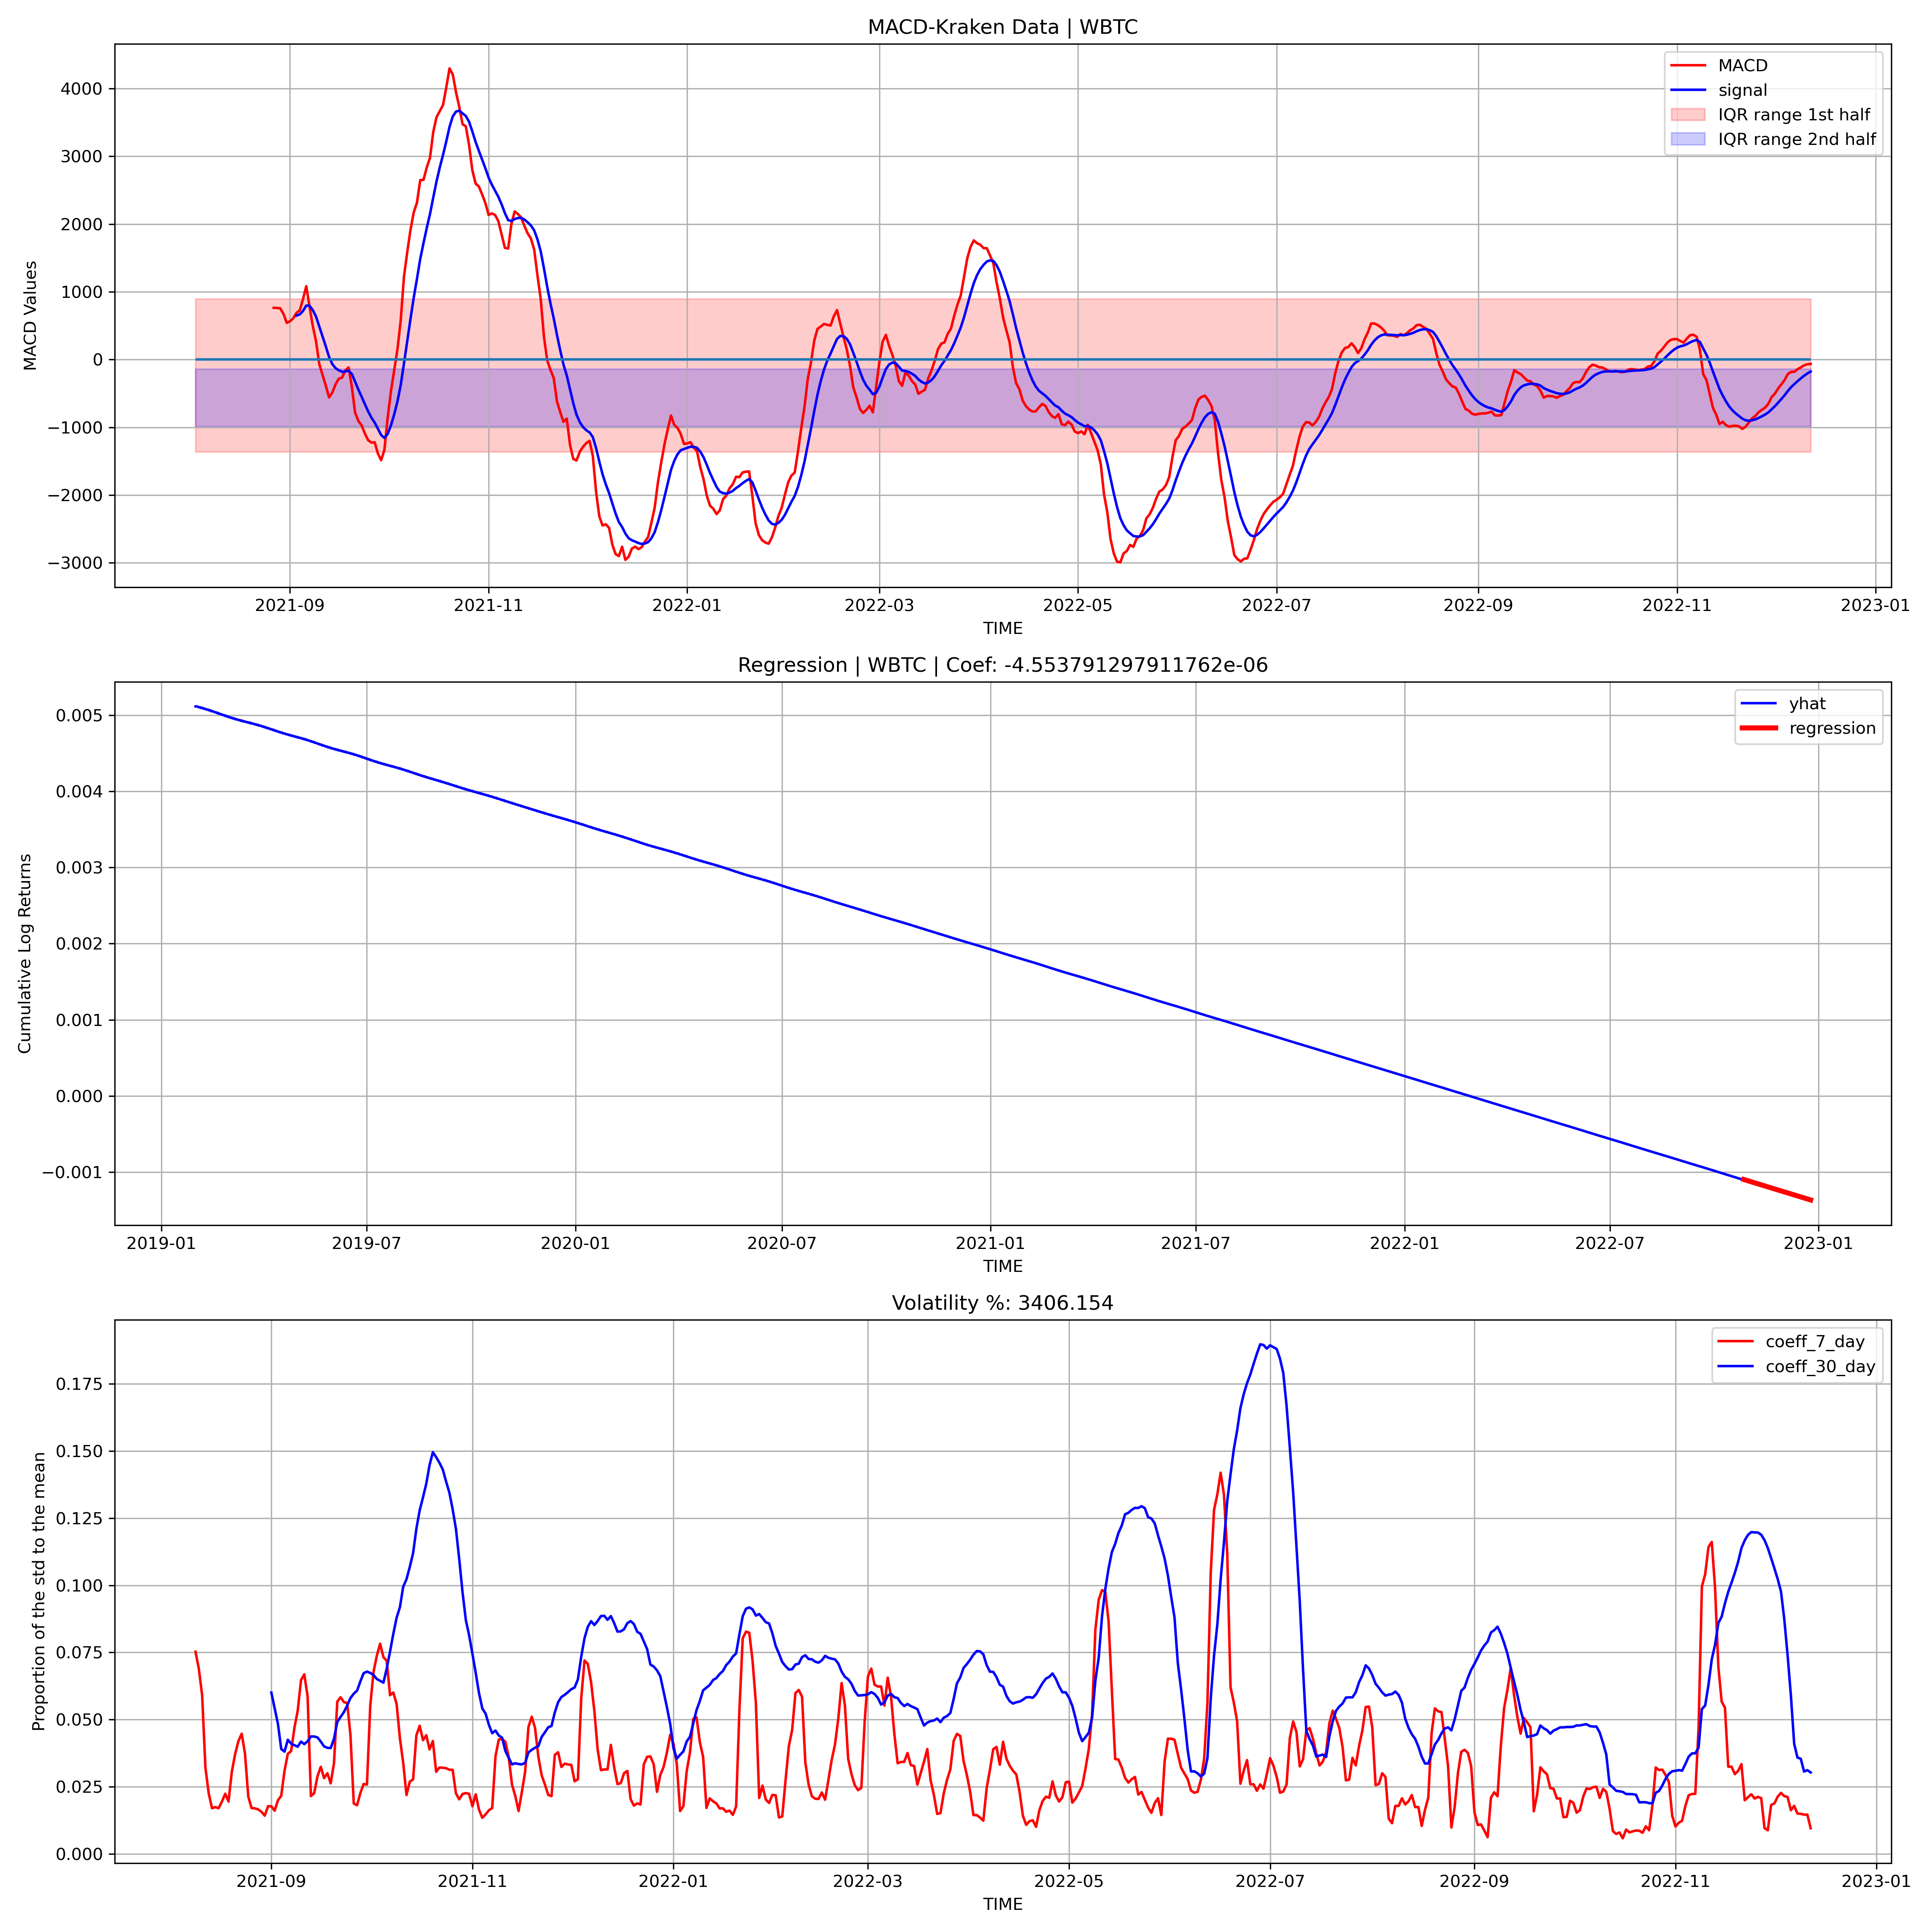 MACD-Kraken Data | WBTC
MACD Values
4000
3000
2000
1000
0
−1000
−2000
−3000
MACD
signal
IQR range 1st half
IQR range 2nd half
2021-09 2021-11 2022-01 2022-03 2022-05 2022-07 2022-09 2022-11 2023-01
TIME
Regression | WBTC | Coef: -4.553791297911762e-06
Cumulative Log Returns
0.005
0.004
0.003
0.002
0.001
0.000
−0.001
yhat
regression
2019-01 2019-07 2020-01 2020-07 2021-01 2021-07 2022-01 2022-07 2023-01
TIME
Volatility %: 3406.154
Proportion of the std to the mean
0.175
0.150
0.125
0.100
0.075
0.050
0.025
0.000
coeff_7_day
coeff_30_day
2021-09 2021-11 2022-01 2022-03 2022-05 2022-07 2022-09 2022-11 2023-01
TIME